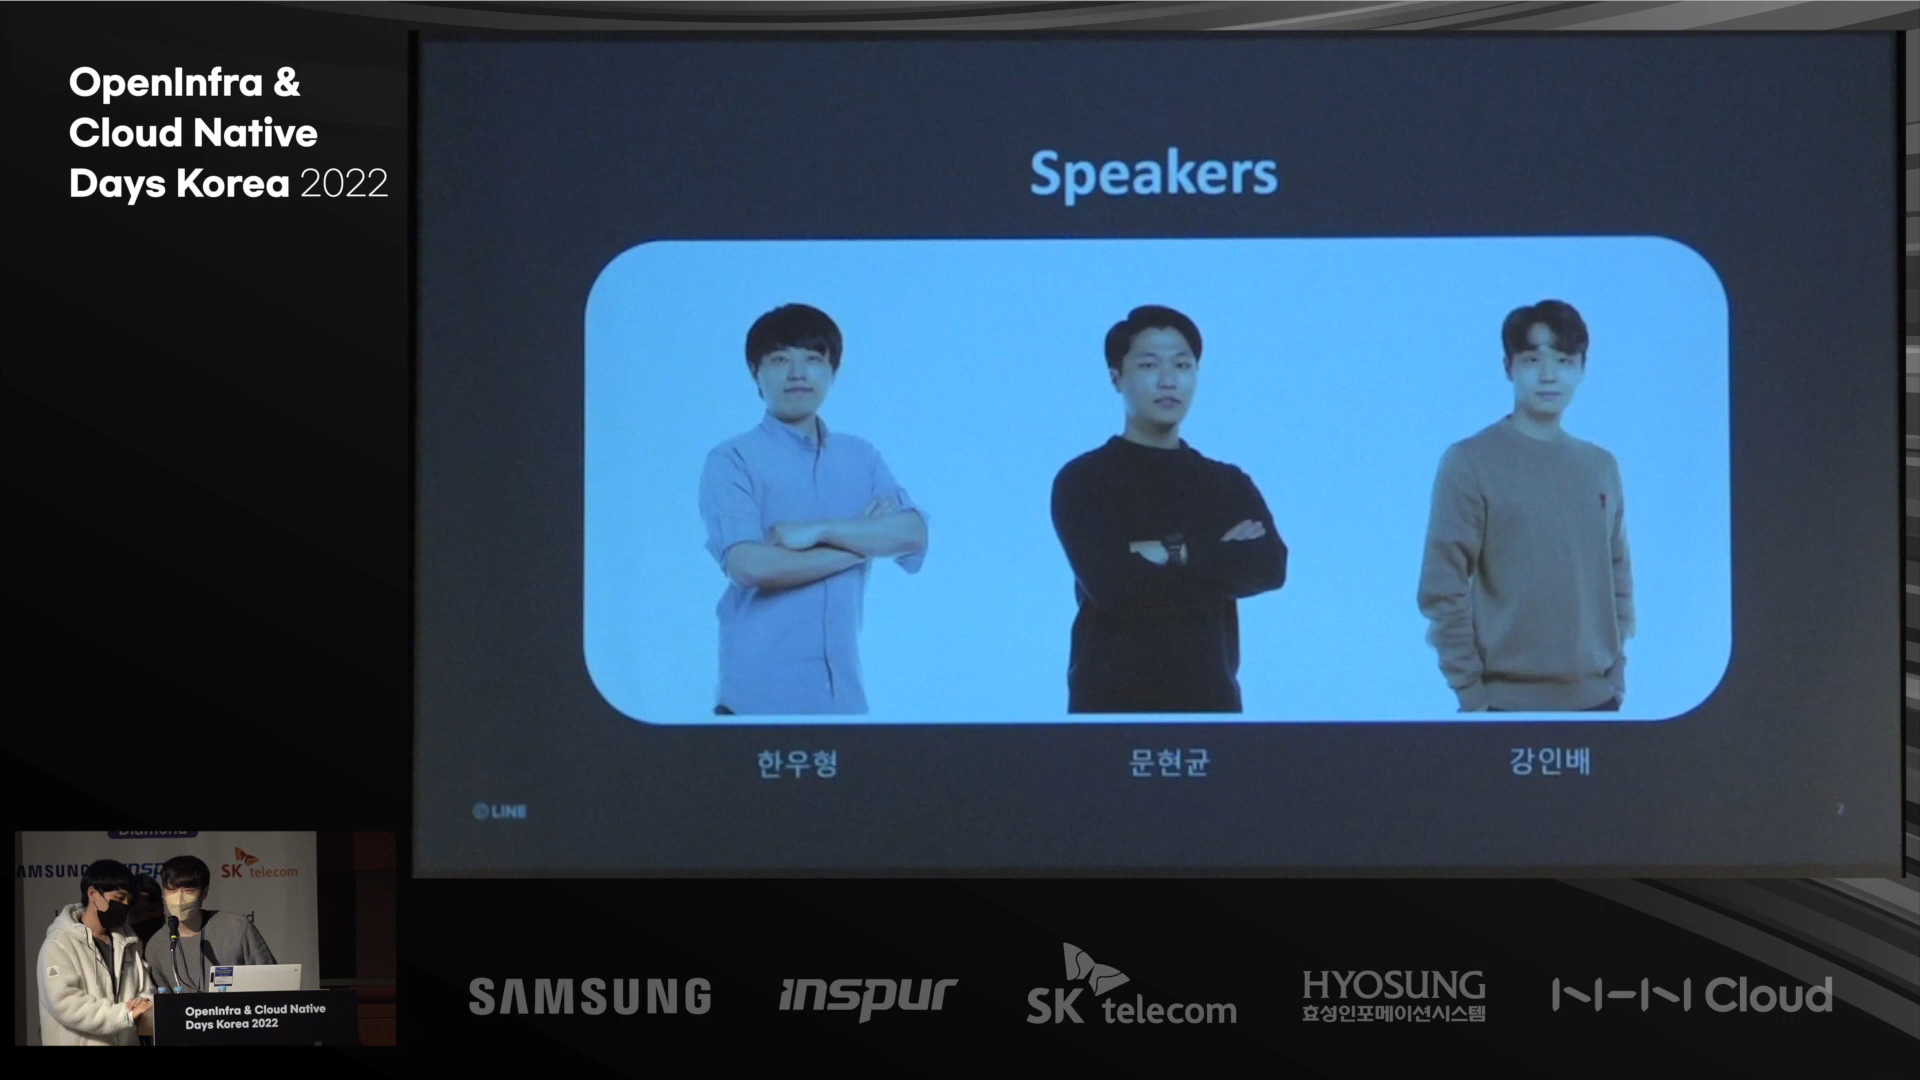 OpenInfra &
Cloud Native
Days Korea 2022
Speakers
한우형
문현균
강인배
LINE
2
Diamond
SK telecom
OpenInfra & Cloud Native
Days Korea 2022
SAMSUNG
inspur
SK telecom
HYOSUNG
효성인포메이션시스템
NHN Cloud